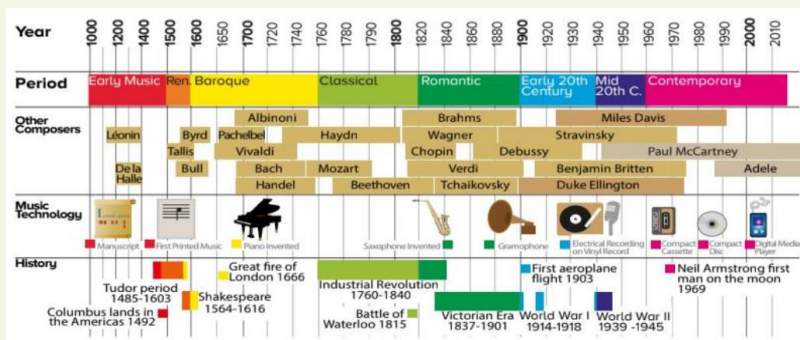 Year
1000 1200 1400 1500 1600 1650 1700 1720 1740 1760 1770 1790 1800 1820 1840 1860 1880 1900 1920 1930 1940 1950 1960 1970 1980 1990 2000 2010
Period Early Music Ren. Baroque Classical Romantic Early 20th Century Mid 20th C. Contemporary
Other Composers
Albinoni Brahms Miles Davis
Léonin Byrd Pachelbel Haydn Wagner Stravinsky
Tallis Vivaldi Chopin Debussy Paul McCartney
De la Halle Bull Bach Mozart Verdi Benjamin Britten Adele
Handel Beethoven Tchaikovsky Duke Ellington
Music Technology
Manuscript First Printed Music Piano Invented Saxophone Invented Gramophone Electrical Recording on Vinyl Record Compact Cassette Compact Disc Digital Media Player
History
Tudor period 1485-1603
Great fire of London 1666
Industrial Revolution 1760-1840
First aeroplane flight 1903
Neil Armstrong first man on the moon 1969
Columbus lands in the Americas 1492
Shakespeare 1564-1616
Battle of Waterloo 1815
Victorian Era 1837-1901
World War I 1914-1918
World War II 1939 -1945